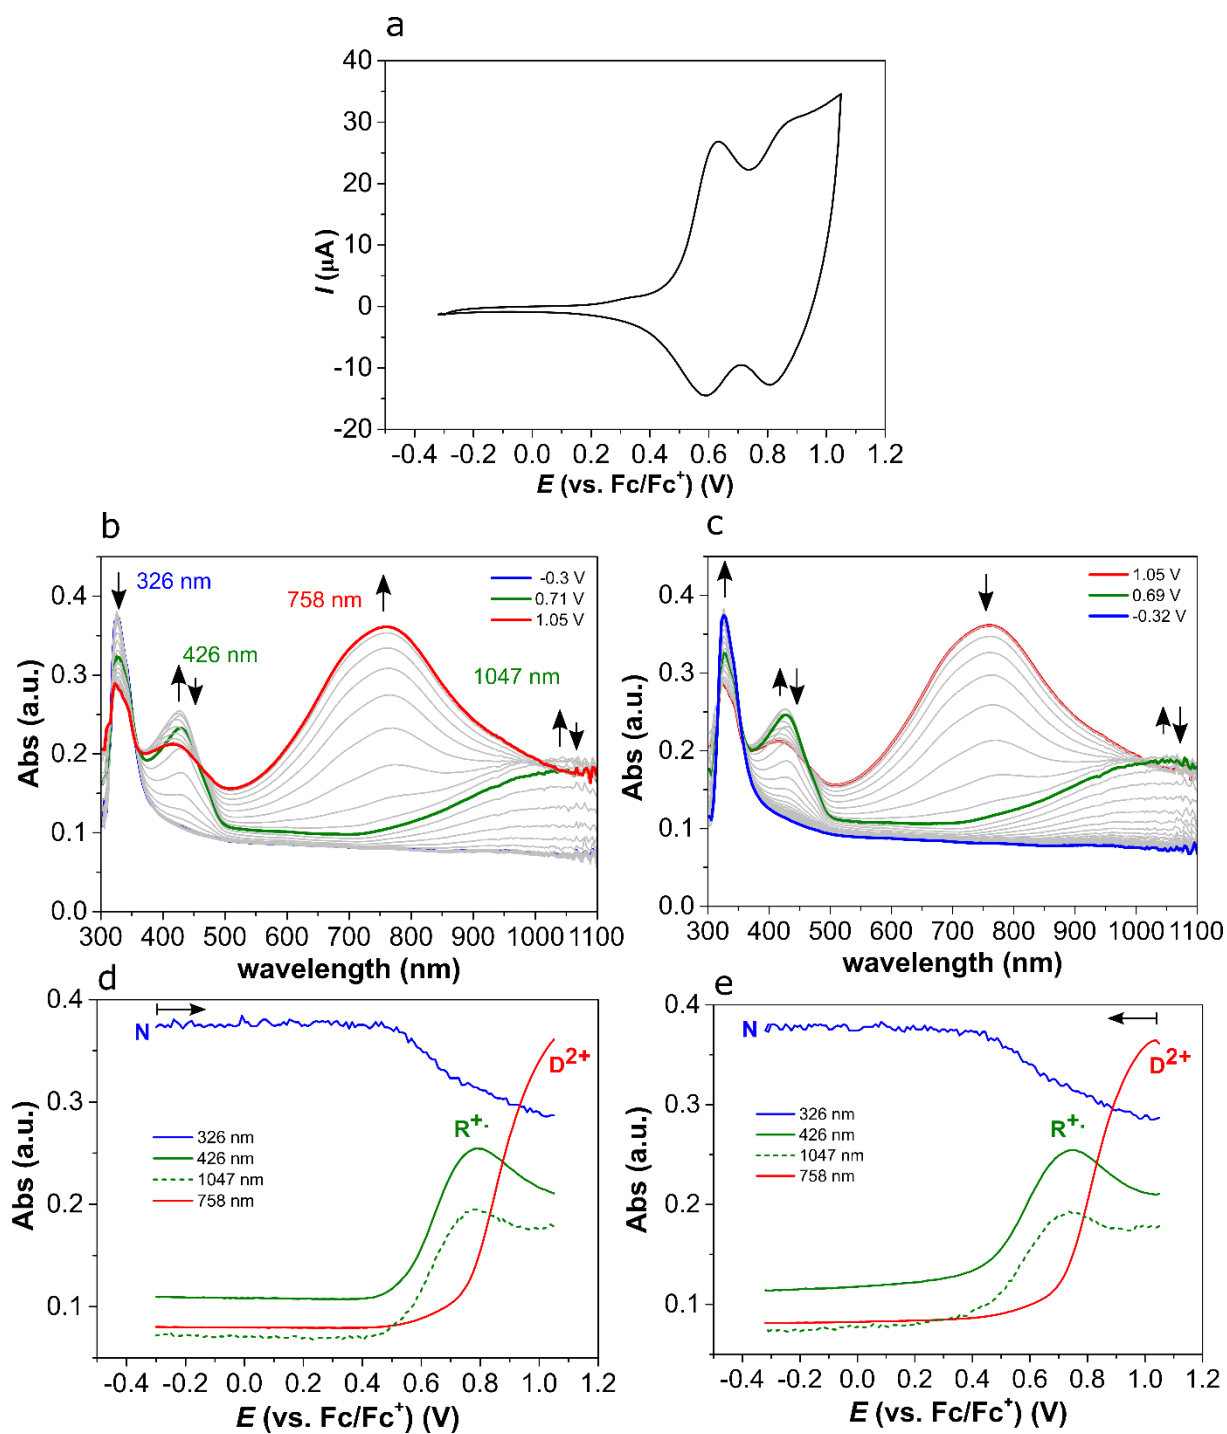 a
40
30
20
10
0
-10
-20
I (μA)
-0.4 -0.2 0.0 0.2 0.4 0.6 0.8 1.0 1.2
E (vs. Fc/Fc⁺) (V)
b
326 nm
758 nm
426 nm
1047 nm
-0.3 V
0.71 V
1.05 V
0.4
0.3
0.2
0.1
0.0
Abs (a.u.)
300 400 500 600 700 800 900 1000 1100
wavelength (nm)
c
1.05 V
0.69 V
-0.32 V
0.4
0.3
0.2
0.1
0.0
Abs (a.u.)
300 400 500 600 700 800 900 1000 1100
wavelength (nm)
d
N
D²⁺
R⁺·
326 nm
426 nm
1047 nm
758 nm
0.4
0.3
0.2
0.1
Abs (a.u.)
-0.4 -0.2 0.0 0.2 0.4 0.6 0.8 1.0 1.2
E (vs. Fc/Fc⁺) (V)
e
N
D²⁺
R⁺·
326 nm
426 nm
1047 nm
758 nm
0.4
0.3
0.2
0.1
Abs (a.u.)
-0.4 -0.2 0.0 0.2 0.4 0.6 0.8 1.0 1.2
E (vs. Fc/Fc⁺) (V)